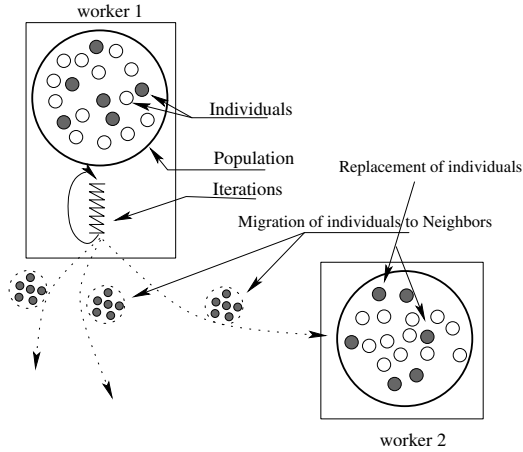 worker 1
Individuals
Population
Replacement of individuals
Iterations
Migration of individuals to Neighbors
worker 2